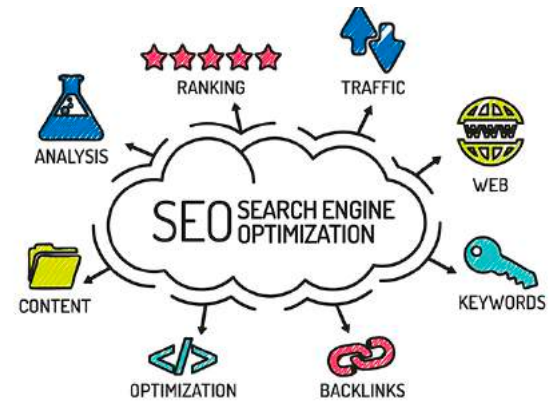 RANKING
TRAFFIC
ANALYSIS
WWW
WEB
SEO SEARCH ENGINE
OPTIMIZATION
CONTENT
KEYWORDS
</>
OPTIMIZATION
BACKLINKS